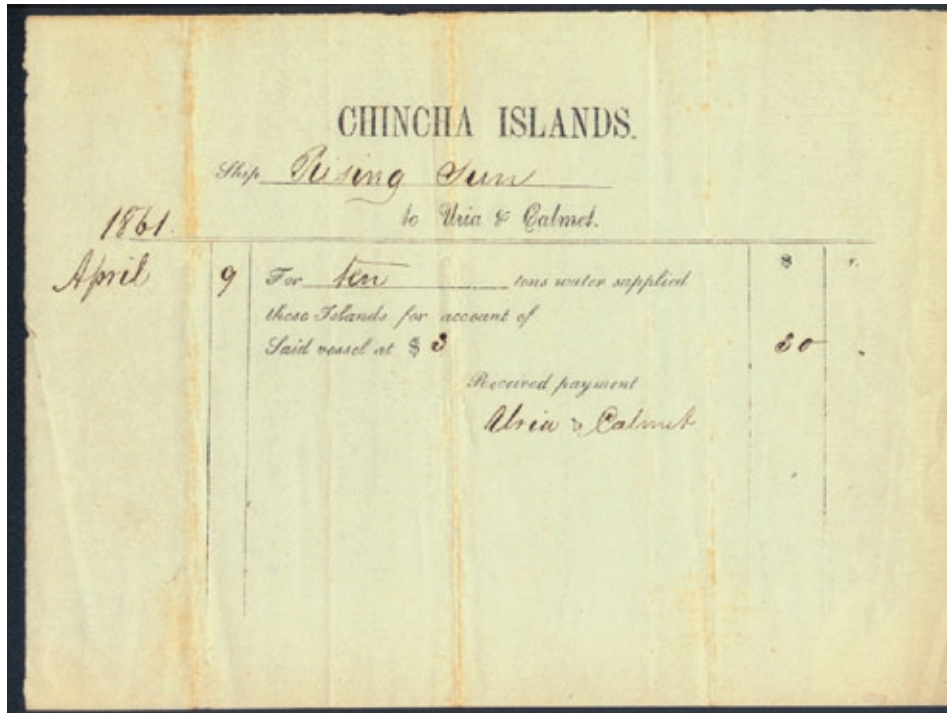 CHINCHA ISLANDS.
Ship Rising Sun
to Uria & Calmet.
1861.
$
April 9 For ten tons water supplied
these Islands for account of
Said vessel at $ 3 30
Received payment
Uria & Calmet